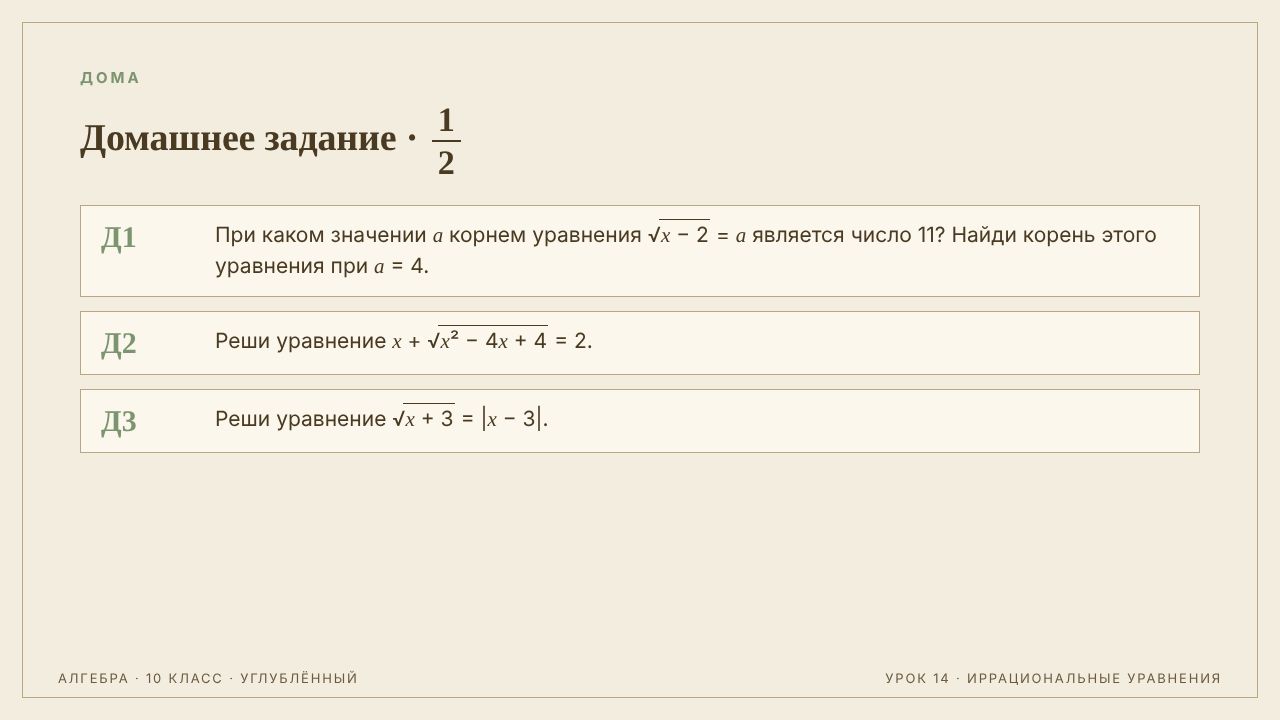 ДОМА
Домашнее задание · 1/2
Д1
При каком значении a корнем уравнения √x − 2 = a является число 11? Найди корень этого
уравнения при a = 4.
Д2
Реши уравнение x + √x² − 4x + 4 = 2.
Д3
Реши уравнение √x + 3 = |x − 3|.
АЛГЕБРА · 10 КЛАСС · УГЛУБЛЁННЫЙ
УРОК 14 · ИРРАЦИОНАЛЬНЫЕ УРАВНЕНИЯ